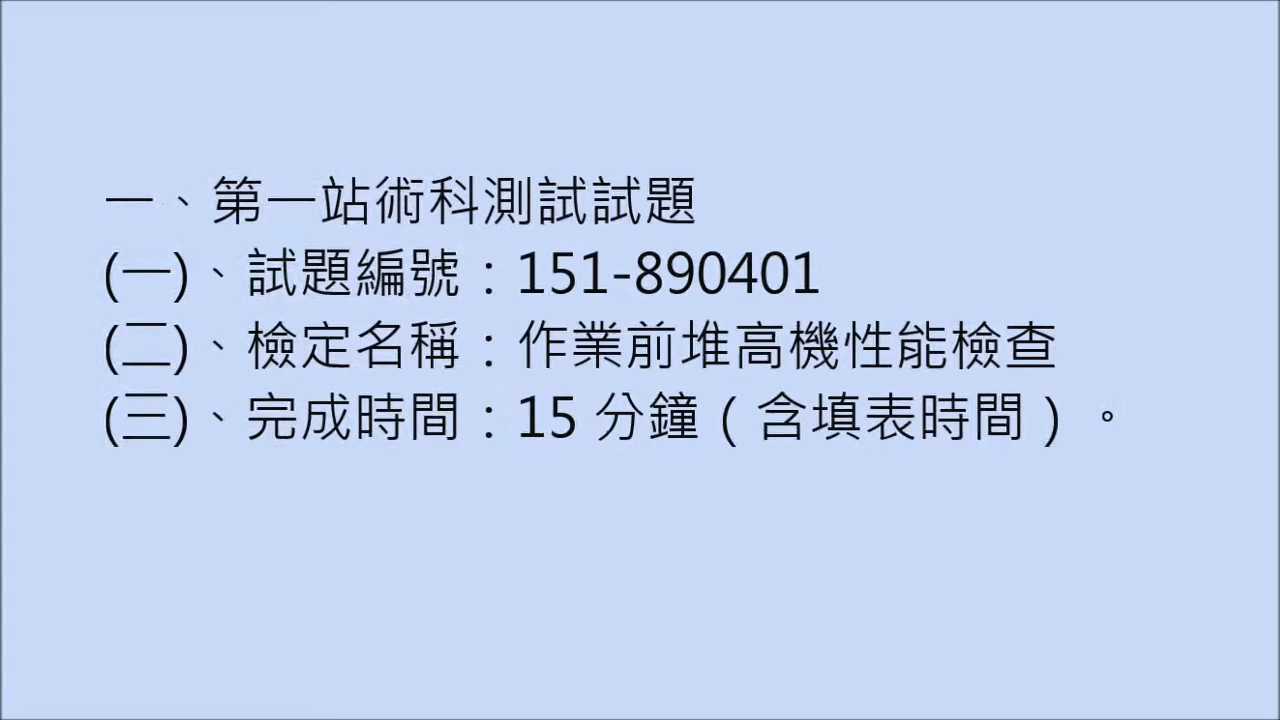 一、第一站術科測試試題
(一)、試題編號：151-890401
(二)、檢定名稱：作業前堆高機性能檢查
(三)、完成時間：15 分鐘（含填表時間）。